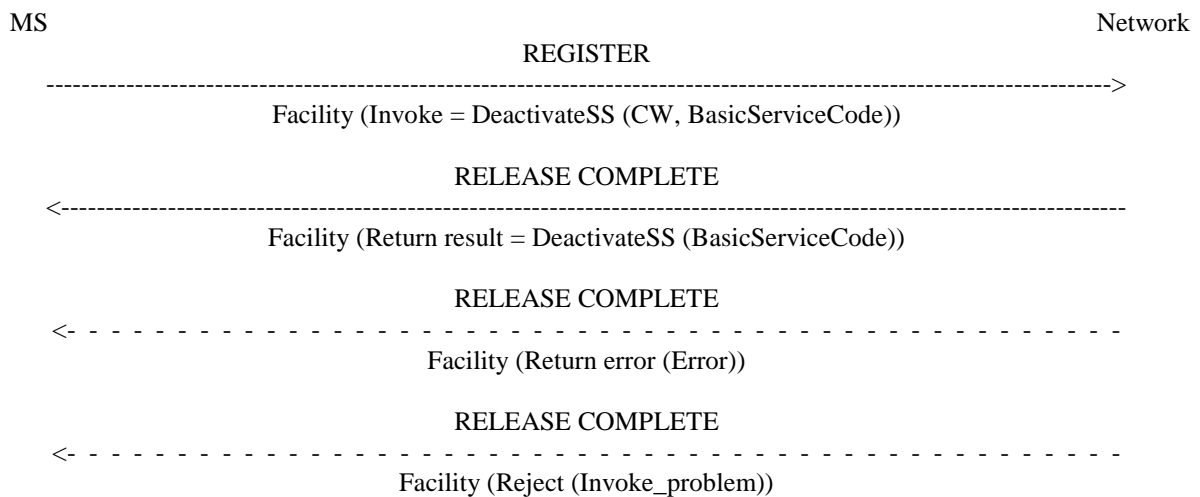 MS Network
REGISTER
------------------------------------------------------------------------------------------------------------------------>
Facility (Invoke = DeactivateSS (CW, BasicServiceCode))
RELEASE COMPLETE
<------------------------------------------------------------------------------------------------------------------------
Facility (Return result = DeactivateSS (BasicServiceCode))
RELEASE COMPLETE
<- - - - - - - - - - - - - - - - - - - - - - - - - - - - - - - - - - - - - - - - - - - - - - - -
Facility (Return error (Error))
RELEASE COMPLETE
<- - - - - - - - - - - - - - - - - - - - - - - - - - - - - - - - - - - - - - - - - - - - - - - -
Facility (Reject (Invoke_problem))